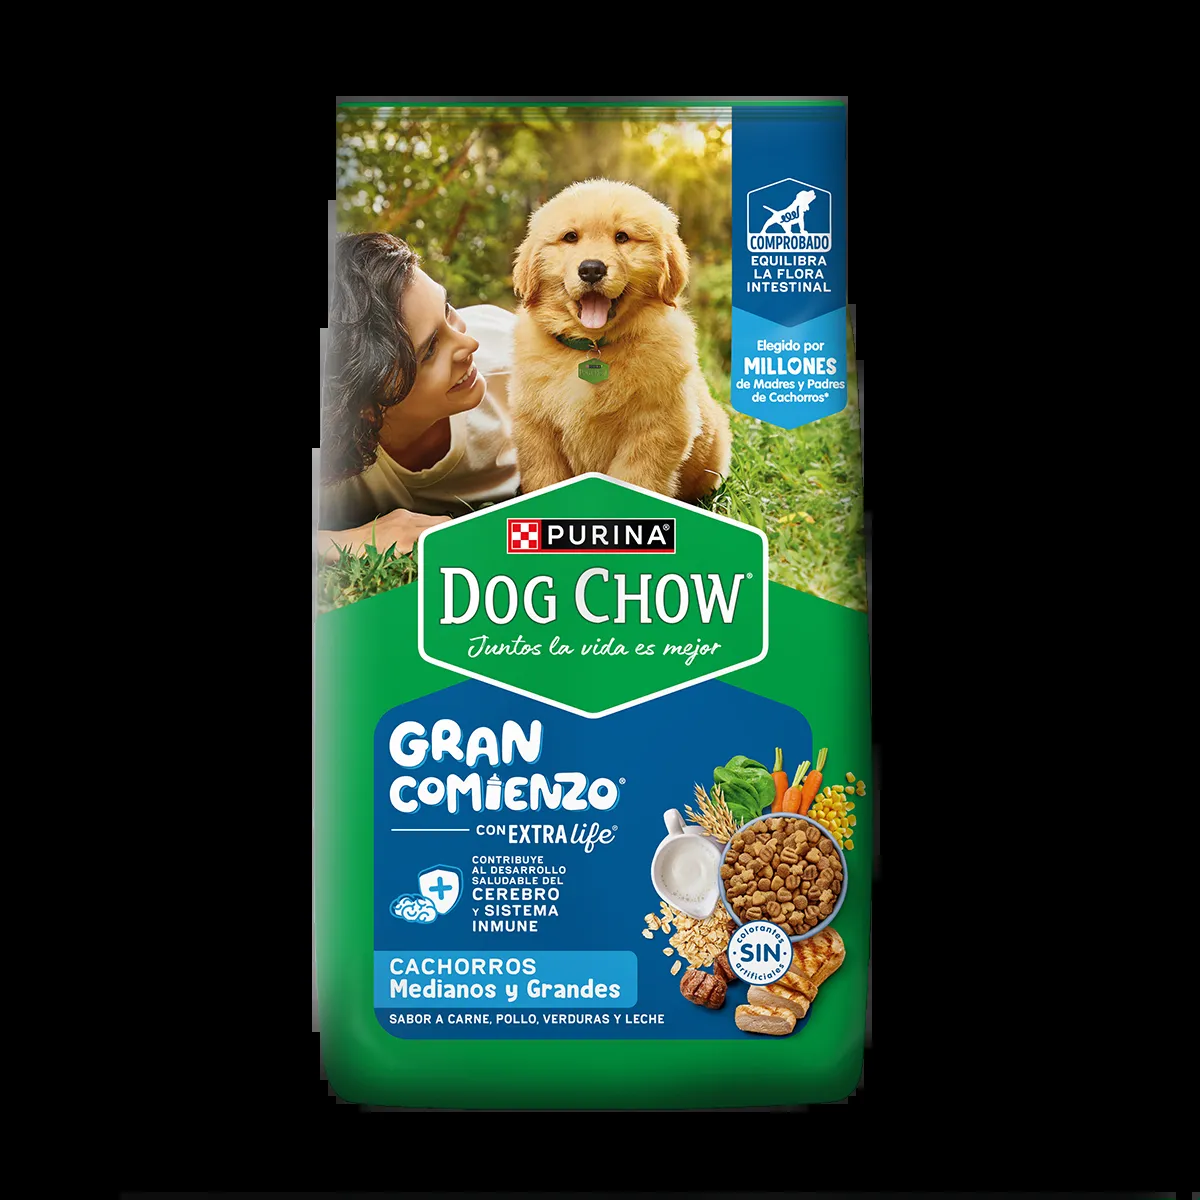 COMPROBADO
EQUILIBRA
LA FLORA
INTESTINAL
Elegido por
MILLONES
de Madres y Padres
de Cachorros*
PURINA®
DOG CHOW®
Juntos la vida es mejor
GRAN
COMIENZO®
CON EXTRA life®
CONTRIBUYE
AL DESARROLLO
SALUDABLE DEL
CEREBRO
Y SISTEMA
INMUNE
colorantes
SIN
artificiales
CACHORROS
Medianos y Grandes
SABOR A CARNE, POLLO, VERDURAS Y LECHE